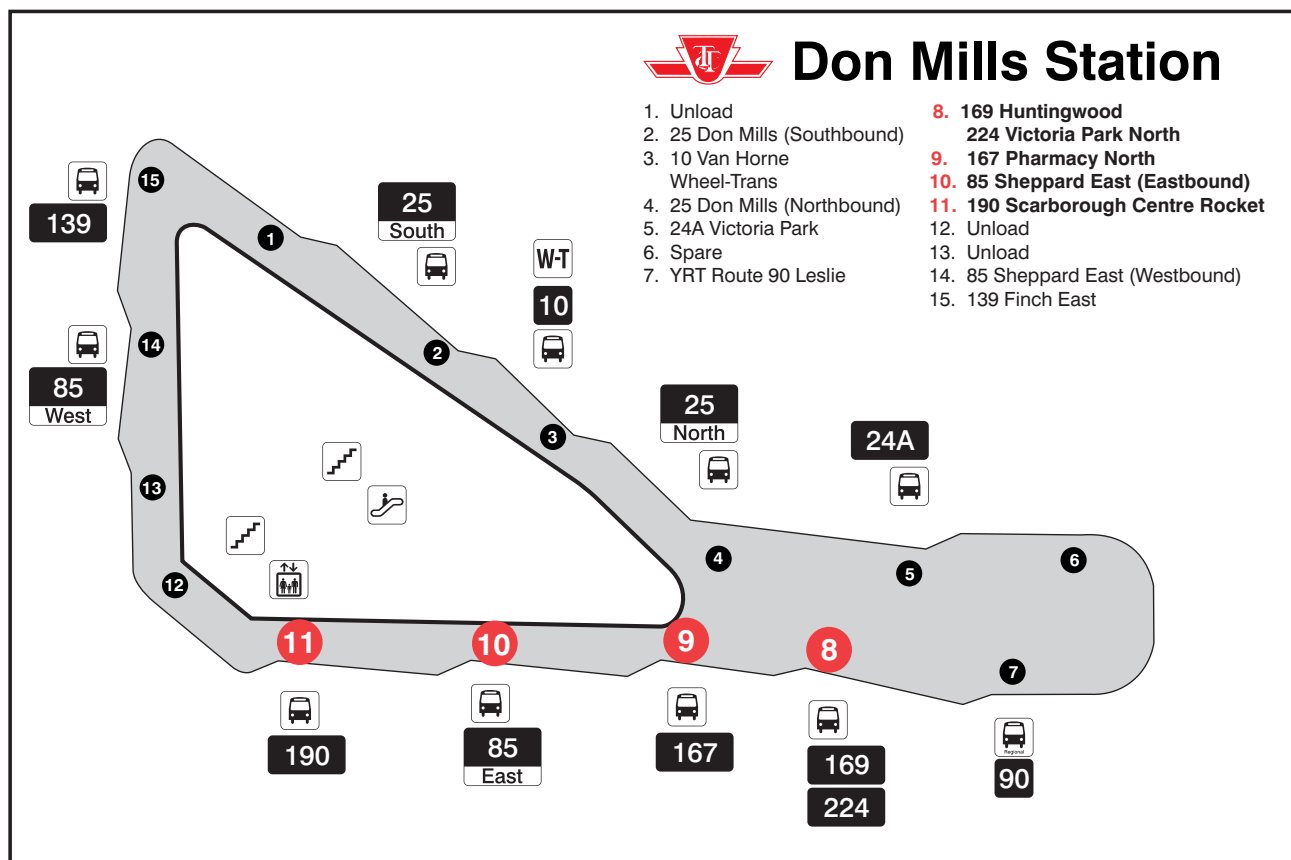 TTC
Don Mills Station
1. Unload
2. 25 Don Mills (Southbound)
3. 10 Van Horne
Wheel-Trans
4. 25 Don Mills (Northbound)
5. 24A Victoria Park
6. Spare
7. YRT Route 90 Leslie
8. 169 Huntingwood
224 Victoria Park North
9. 167 Pharmacy North
10. 85 Sheppard East (Eastbound)
11. 190 Scarborough Centre Rocket
12. Unload
13. Unload
14. 85 Sheppard East (Westbound)
15. 139 Finch East
15
139
1
25
South
W-T
10
2
14
85
West
3
25
North
24A
13
4
5
6
12
11
10
9
8
7
190
85
East
167
169
224
Regional
90